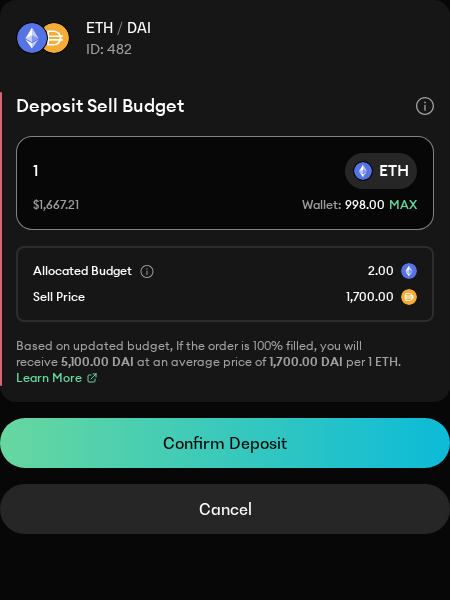 ETH / DAI
ID: 482
Deposit Sell Budget
1
ETH
$1,667.21
Wallet: 998.00 MAX
Allocated Budget 2.00
Sell Price 1,700.00
Based on updated budget, If the order is 100% filled, you will
receive 5,100.00 DAI at an average price of 1,700.00 DAI per 1 ETH.
Learn More
Confirm Deposit
Cancel